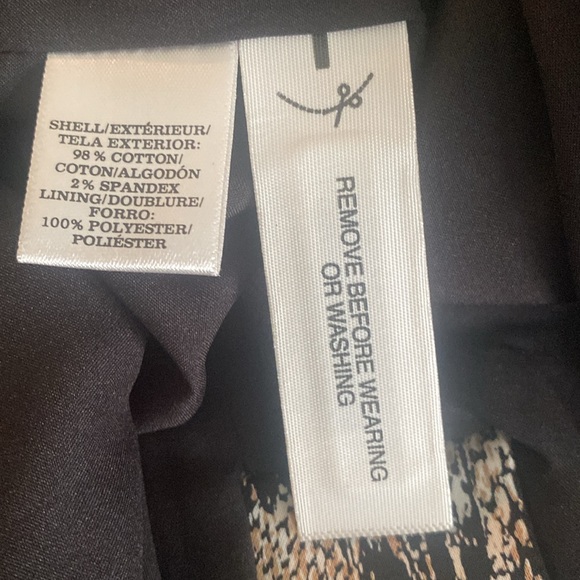 SHELL/EXTÉRIEUR/
TELA EXTERIOR:
98% COTTON/
COTON/ALGODÓN
2% SPANDEX
LINING/DOUBLURE/
FORRO:
100% POLYESTER/
POLIÉSTER
REMOVE BEFORE WEARING
OR WASHING